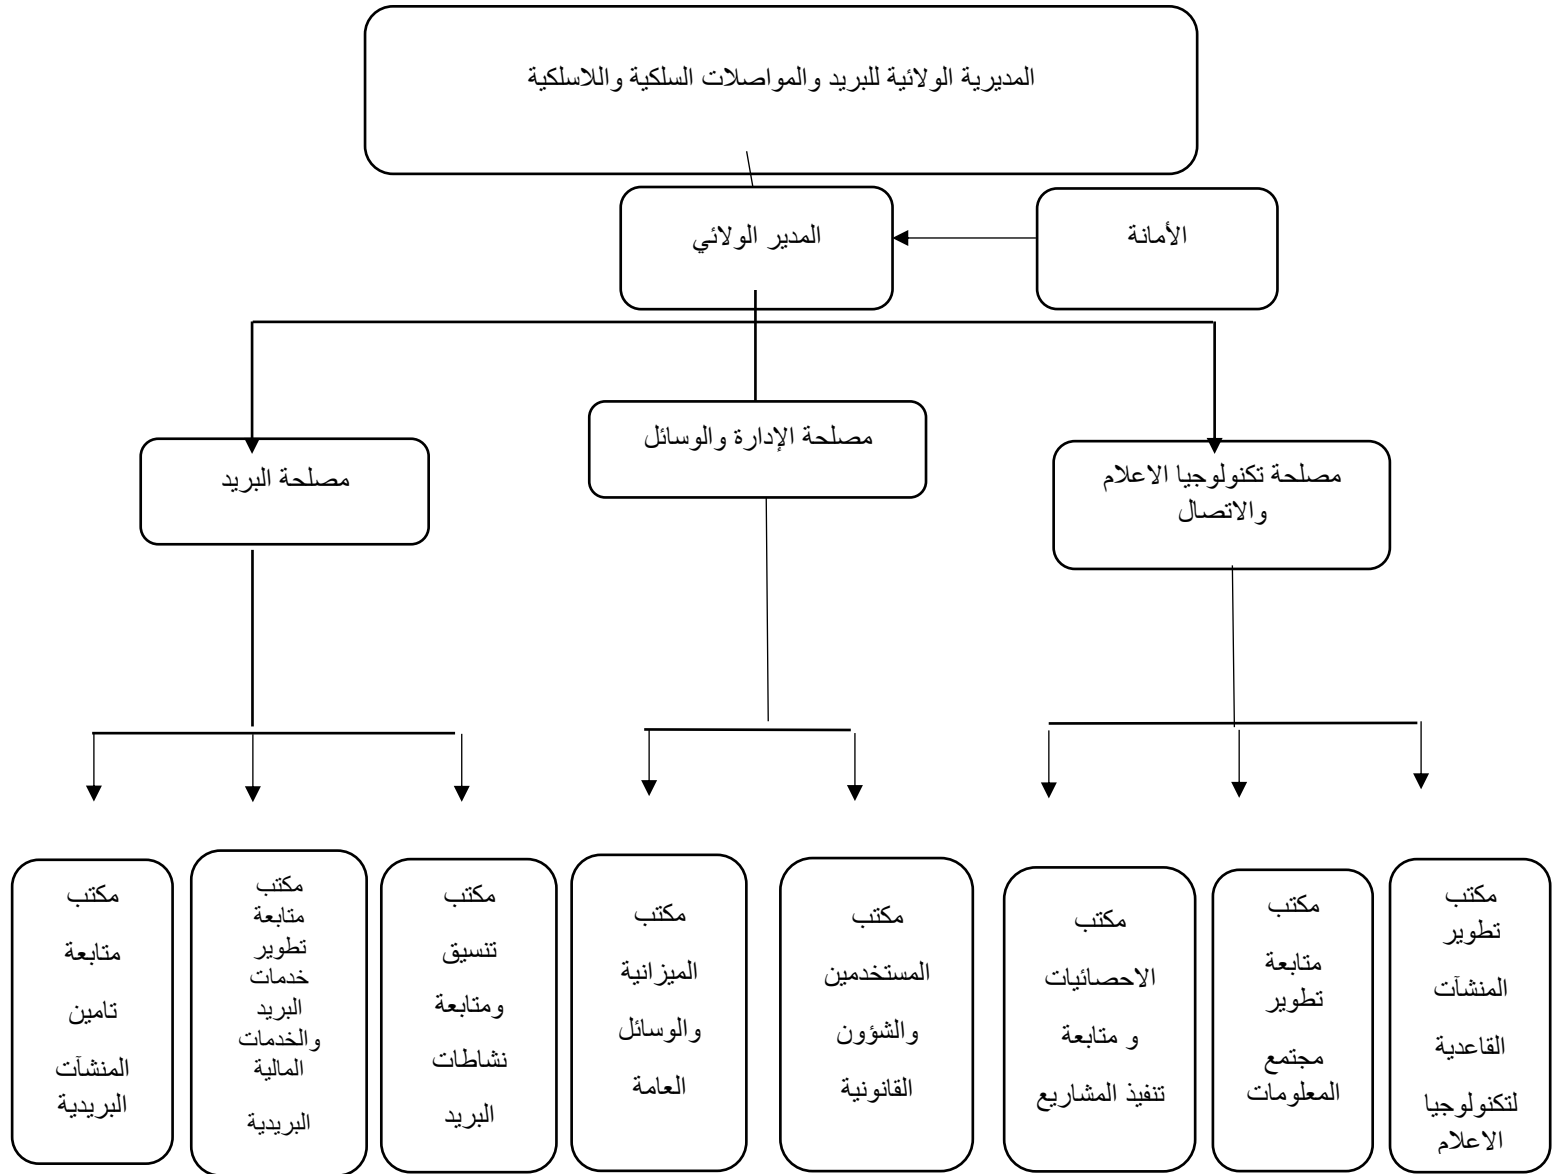 المديرية الولائية للبريد والمواصلات السلكية واللاسلكية
الأمانة
المدير الولائي
مصلحة تكنولوجيا الاعلام
والاتصال
مصلحة الإدارة والوسائل
مصلحة البريد
مكتب
تطوير
المنشآت
القاعدية
لتكنولوجيا
الاعلام
مكتب
متابعة
تطوير
مجتمع
المعلومات
مكتب
الاحصائيات
و متابعة
تنفيذ المشاريع
مكتب
المستخدمين
والشؤون
القانونية
مكتب
الميزانية
والوسائل
العامة
مكتب
تنسيق
ومتابعة
نشاطات
البريد
مكتب
متابعة
تطوير
خدمات
البريد
والخدمات
المالية
البريدية
مكتب
متابعة
تامين
المنشآت
البريدية